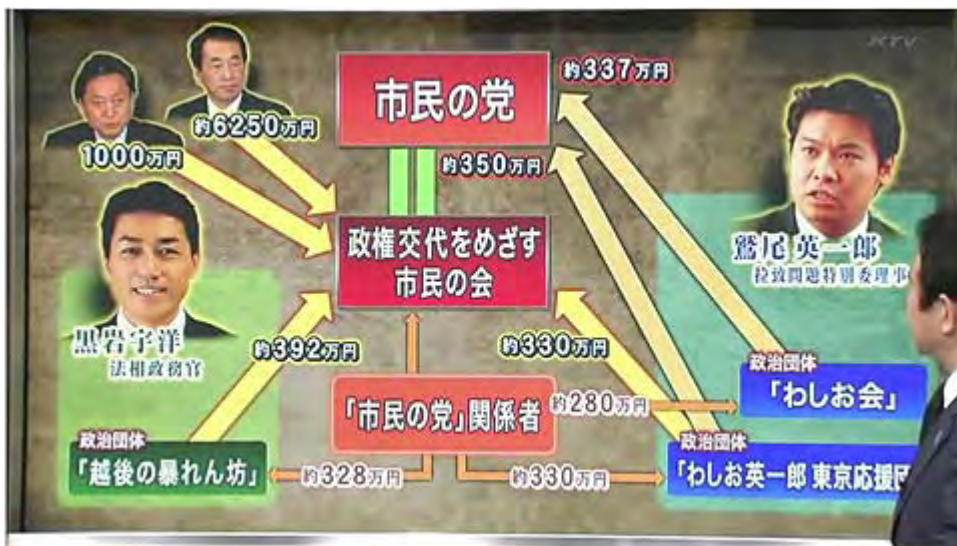 KTV
市民の党
約337万円
約6250万円
1000万円
約350万円
政権交代をめざす
市民の会
鷲尾 英一郎
拉致問題特別委理事
黒岩宇洋
法相政務官
約392万円
約330万円
政治団体
「わしお会」
「市民の党」関係者
約280万円
政治団体
「越後の暴れん坊」
約328万円
約330万円
政治団体
「わしお英一郎 東京応援団